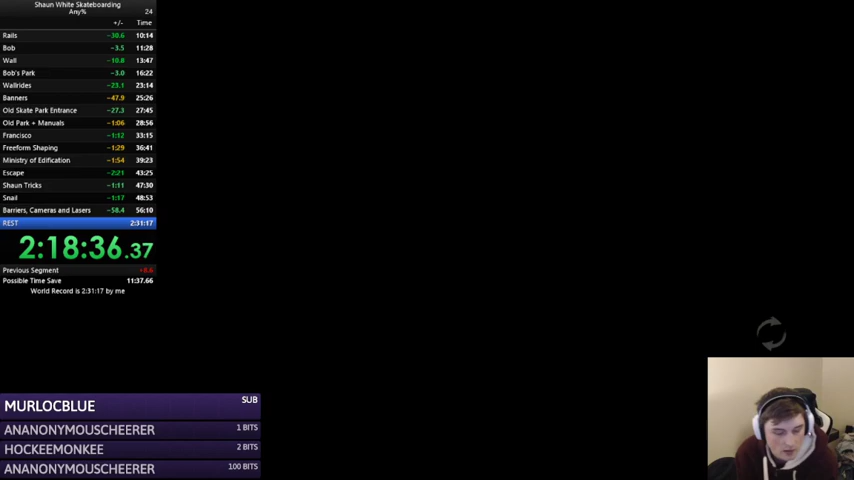 Shaun White Skateboarding
Any% 24
+/- Time
Rails -30.6 10:14
Bob -3.5 11:28
Wall -10.8 13:47
Bob's Park -3.0 16:22
Wallrides -23.1 23:14
Banners -47.9 25:26
Old Skate Park Entrance -27.3 27:45
Old Park + Manuals -1:06 28:56
Francisco -1:12 33:15
Freeform Shaping -1:29 36:41
Ministry of Edification -1:54 39:23
Escape -2:21 43:25
Shaun Tricks -1:11 47:30
Snail -1:17 48:53
Barriers, Cameras and Lasers -58.4 56:10
REST 2:31:17
2:18:36.37
Previous Segment +8.6
Possible Time Save 11:37.66
World Record is 2:31:17 by me
MURLOCBLUE SUB
ANANONYMOUSCHEERER 1 BITS
HOCKEEMONKEE 2 BITS
ANANONYMOUSCHEERER 100 BITS